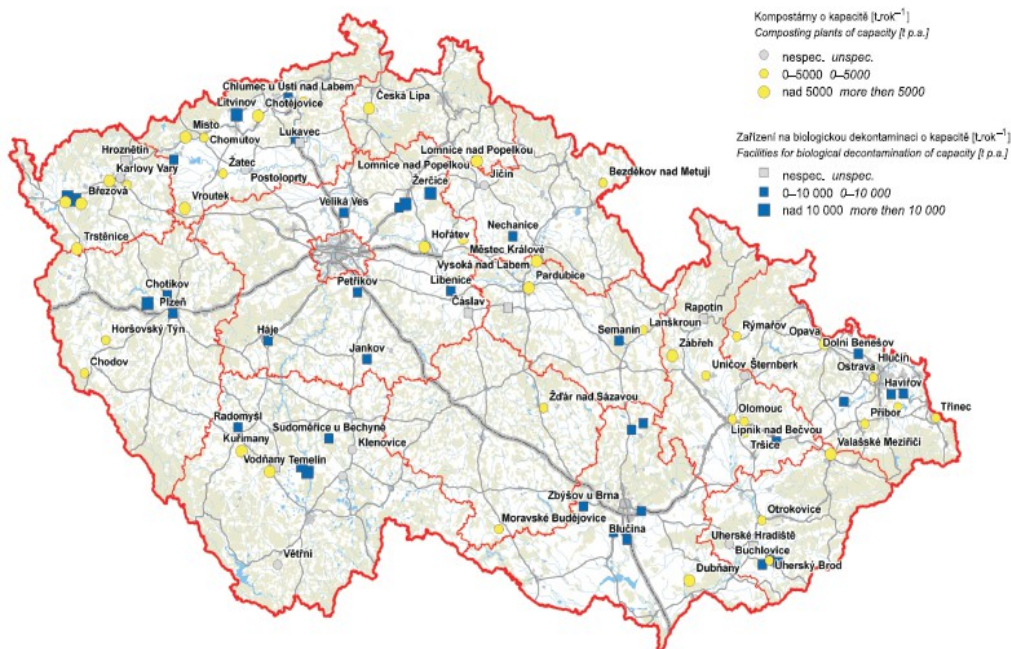 Kompostárny o kapacitě [t.rok⁻¹]
Composting plants of capacity [t p.a.]
nespec. unspec.
0–5000 0–5000
nad 5000 more then 5000
Zařízení na biologickou dekontaminaci o kapacitě [t.rok⁻¹]
Facilities for biological decontamination of capacity [t p.a.]
nespec. unspec.
0–10 000 0–10 000
nad 10 000 more then 10 000
Chlumec u Ústí nad Labem
Litvínov
Chotějovice
Česká Lípa
Místo
Chomutov
Lukavec
Hroznětín
Karlovy Vary
Žatec
Postoloprty
Lomnice nad Popelkou
Lomnice nad Popelkou
Jičín
Bezděkov nad Metují
Březová
Žerčice
Vroutek
Veliká Ves
Nechanice
Trstěnice
Hořátev
Městec Králové
Vysoká nad Labem
Pardubice
Chotíkov
Plzeň
Petříkov
Libenice
Čáslav
Horšovský Týn
Háje
Jankov
Semanín
Lanškroun
Rapotín
Rýmařov
Opava
Dolní Benešov
Hlučín
Chodov
Zábřeh
Uničov
Šternberk
Ostrava
Havířov
Žďár nad Sázavou
Příbor
Třinec
Radomyšl
Sudoměřice u Bechyně
Olomouc
Kuřimany
Klenovice
Lipník nad Bečvou
Tršice
Valašské Meziříčí
Vodňany
Temelín
Zbýšov u Brna
Moravské Budějovice
Blučina
Otrokovice
Uherské Hradiště
Buchlovice
Uherský Brod
Větřní
Dubňany